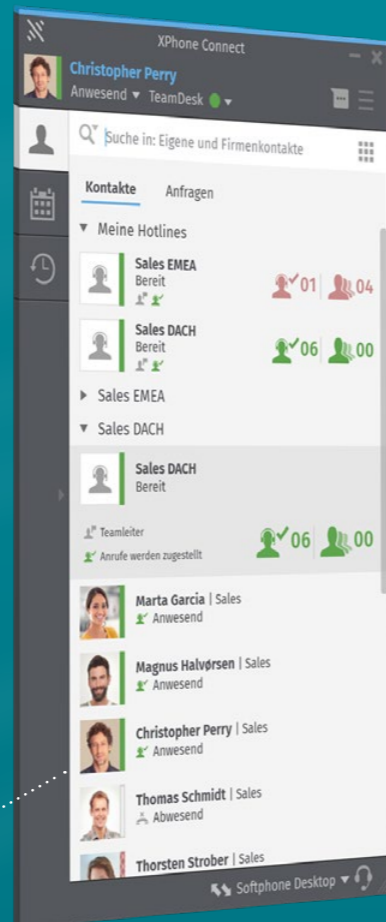 XPhone Connect
Christopher Perry
Anwesend TeamDesk
Suche in: Eigene und Firmenkontakte
Kontakte Anfragen
Meine Hotlines
Sales EMEA
Bereit
01 04
Sales DACH
Bereit
06 00
Sales EMEA
Sales DACH
Sales DACH
Bereit
Teamleiter
Anrufe werden zugestellt
06 00
Marta Garcia | Sales
Anwesend
Magnus Halvørsen | Sales
Anwesend
Christopher Perry | Sales
Anwesend
Thomas Schmidt | Sales
Abwesend
Thorsten Strober | Sales
Softphone Desktop